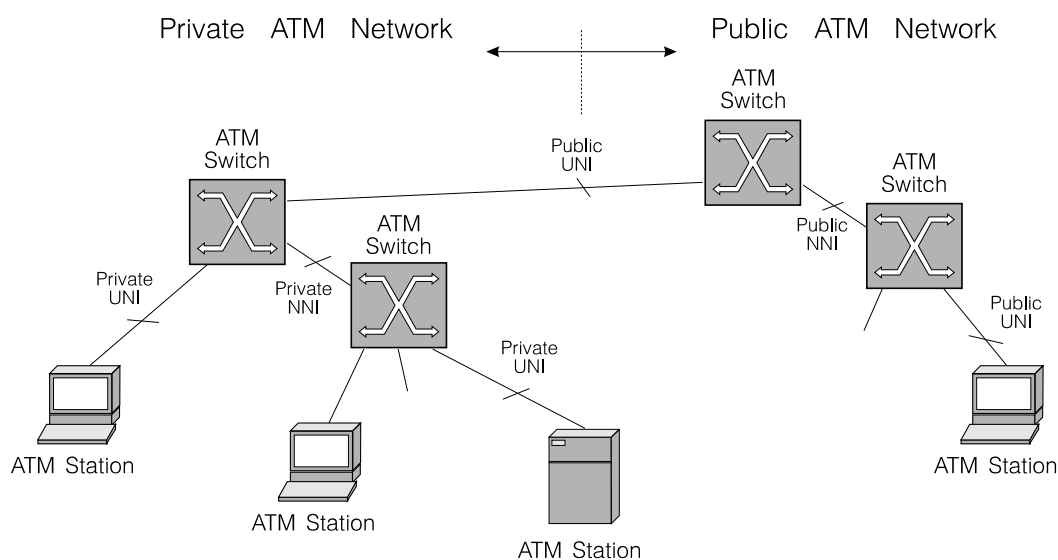 Private ATM Network
Public ATM Network
ATM
Switch
Public
UNI
ATM
Switch
ATM
Switch
ATM
Switch
Public
NNI
Private
UNI
Private
NNI
Public
UNI
Private
UNI
ATM Station
ATM Station
ATM Station
ATM Station